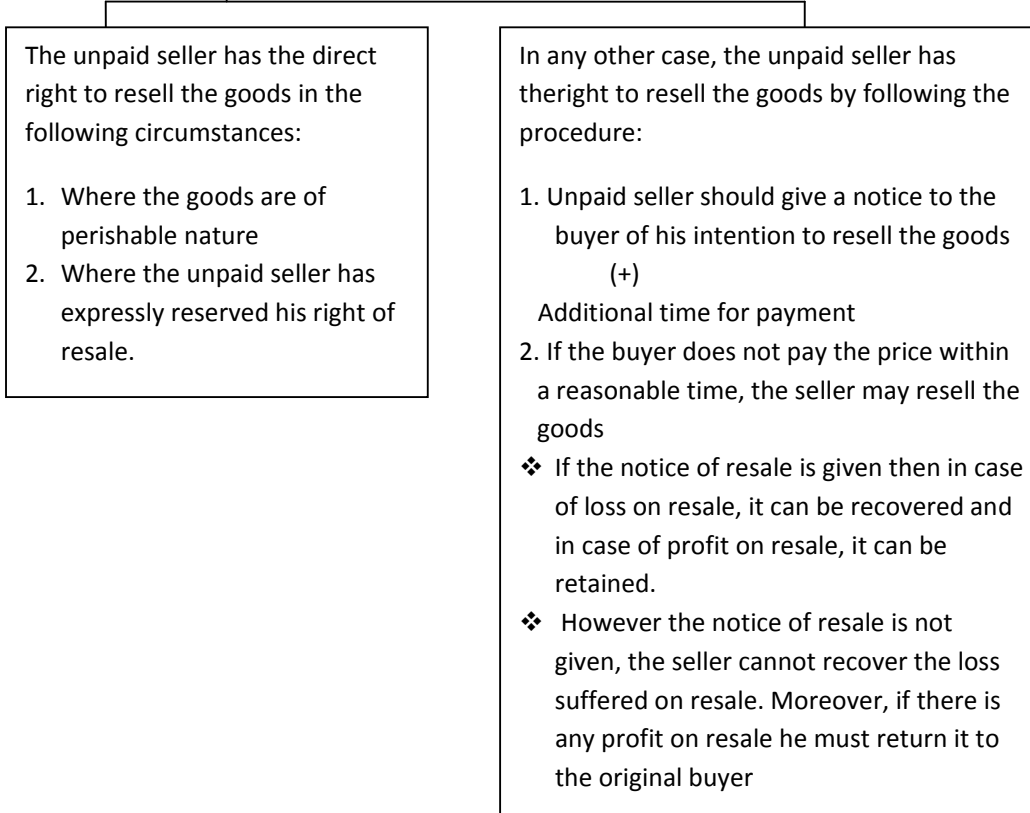 The unpaid seller has the direct
right to resell the goods in the
following circumstances:
1. Where the goods are of
perishable nature
2. Where the unpaid seller has
expressly reserved his right of
resale.
In any other case, the unpaid seller has
theright to resell the goods by following the
procedure:
1. Unpaid seller should give a notice to the
buyer of his intention to resell the goods
(+)
Additional time for payment
2. If the buyer does not pay the price within
a reasonable time, the seller may resell the
goods
❖ If the notice of resale is given then in case
of loss on resale, it can be recovered and
in case of profit on resale, it can be
retained.
❖ However the notice of resale is not
given, the seller cannot recover the loss
suffered on resale. Moreover, if there is
any profit on resale he must return it to
the original buyer